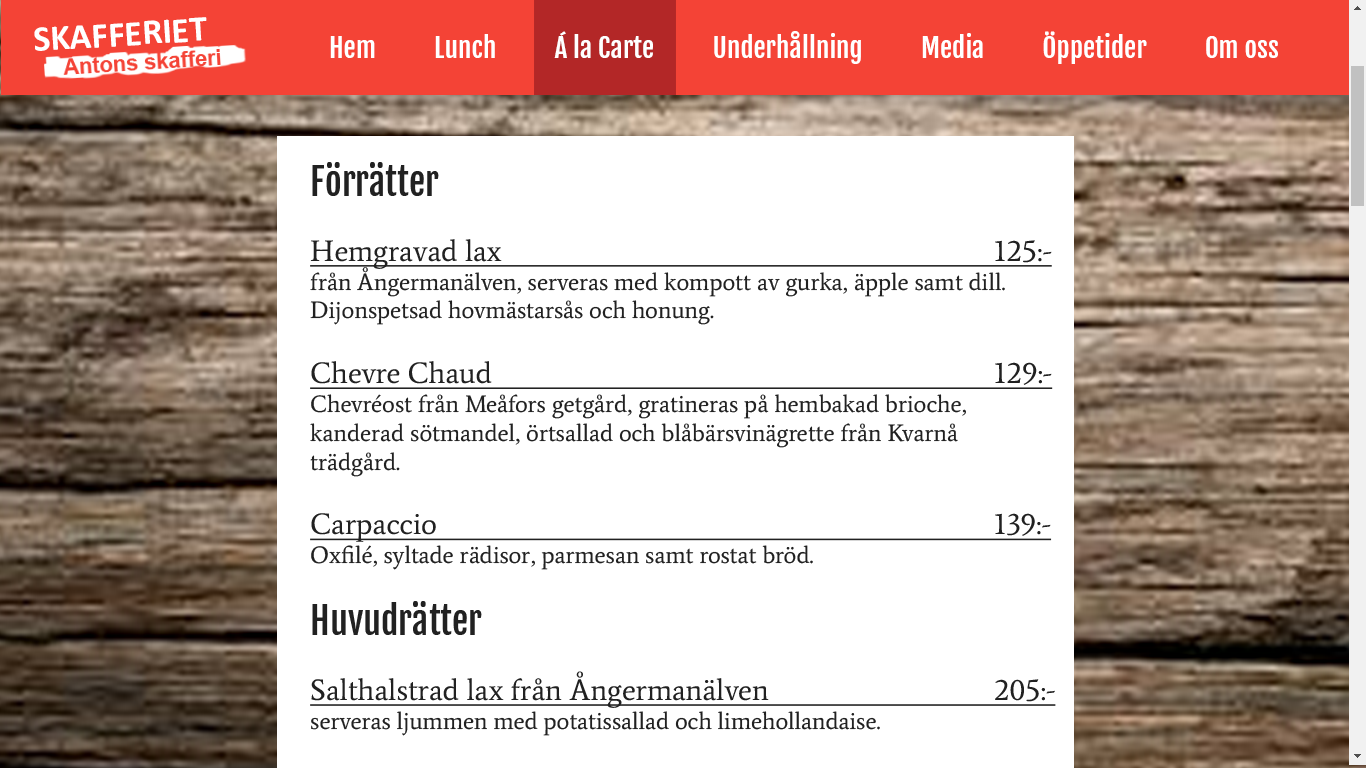 SKAFFERIET
Antons skafferi
Hem
Lunch
Á la Carte
Underhållning
Media
Öppetider
Om oss
Förrätter
Hemgravad lax 125:-
från Ångermanälven, serveras med kompott av gurka, äpple samt dill.
Dijonspetsad hovmästarsås och honung.
Chevre Chaud 129:-
Chevréost från Meåfors getgård, gratineras på hembakad brioche,
kanderad sötmandel, örtsallad och blåbärsvinägrette från Kvarnå
trädgård.
Carpaccio 139:-
Oxfilé, syltade rädisor, parmesan samt rostat bröd.
Huvudrätter
Salthalstrad lax från Ångermanälven 205:-
serveras ljummen med potatissallad och limehollandaise.